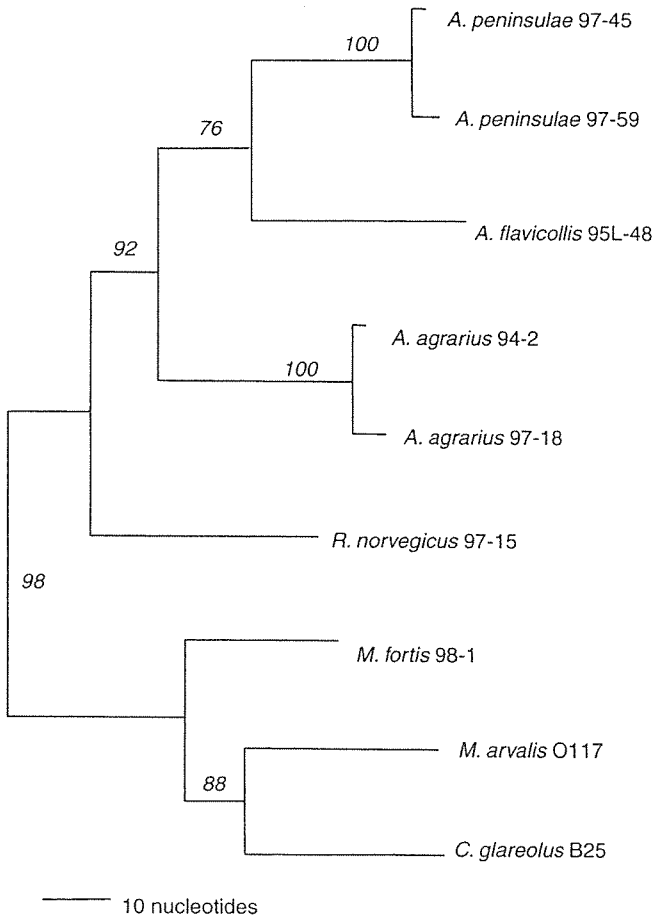 100
A. peninsulae 97-45
A. peninsulae 97-59
76
A. flavicollis 95L-48
92
A. agrarius 94-2
100
A. agrarius 97-18
R. norvegicus 97-15
98
M. fortis 98-1
M. arvalis O117
88
C. glareolus B25
10 nucleotides